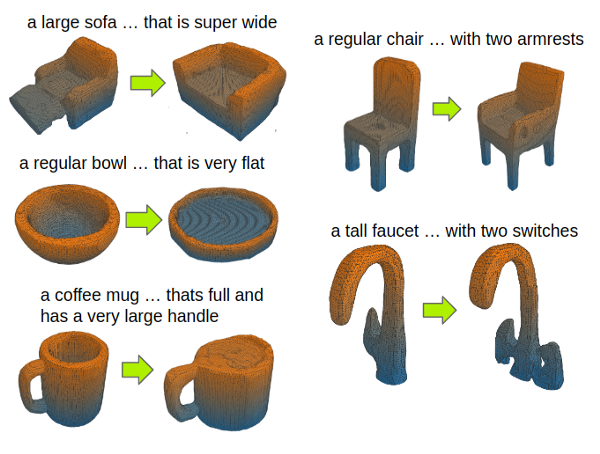 a large sofa … that is super wide
a regular bowl … that is very flat
a coffee mug … thats full and
has a very large handle
a regular chair … with two armrests
a tall faucet … with two switches